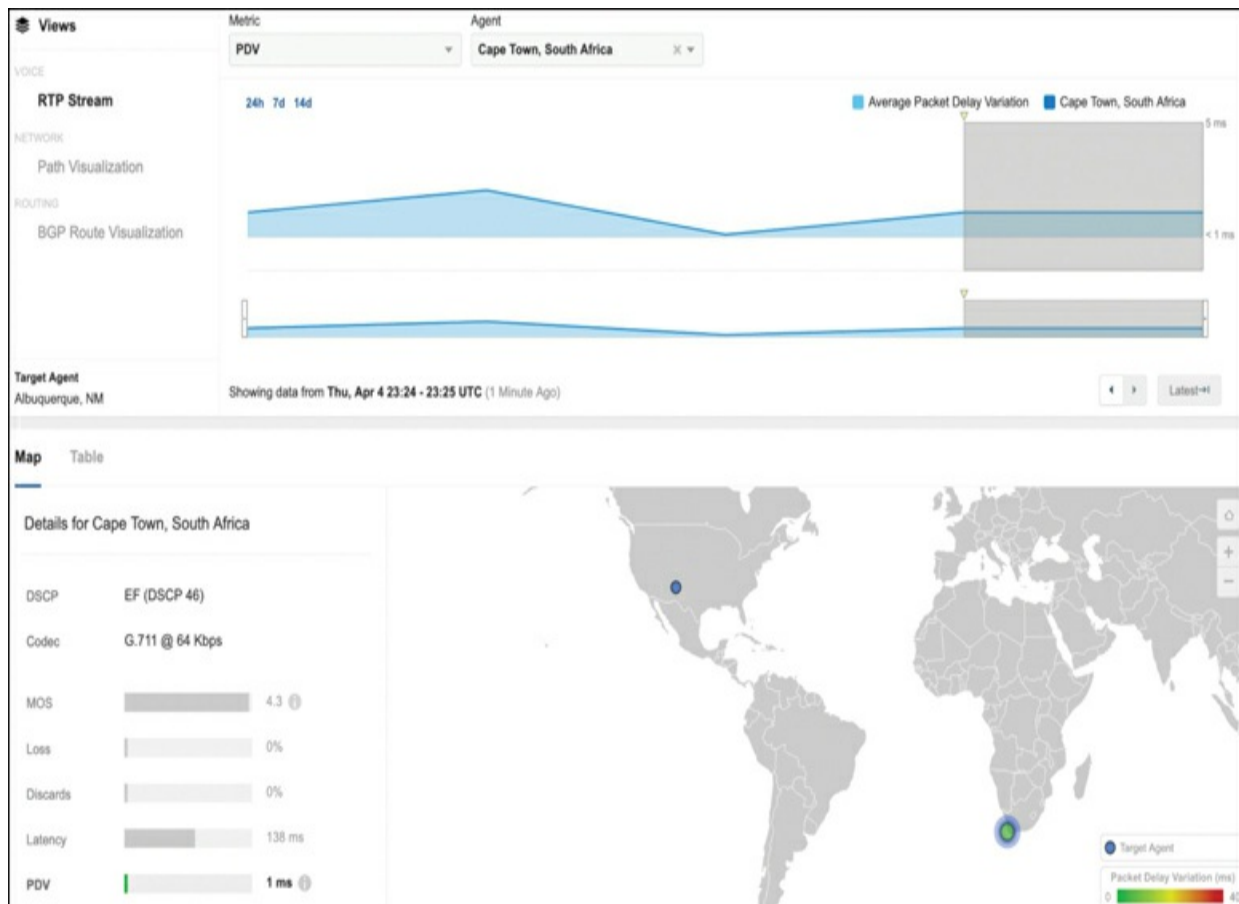 Views
Metric
Agent
PDV
Cape Town, South Africa
VOICE
RTP Stream
24h 7d 14d
Average Packet Delay Variation
Cape Town, South Africa
5 ms
NETWORK
Path Visualization
ROUTING
BGP Route Visualization
< 1 ms
Target Agent
Albuquerque, NM
Showing data from Thu, Apr 4 23:24 - 23:25 UTC (1 Minute Ago)
Latest
Map Table
Details for Cape Town, South Africa
DSCP EF (DSCP 46)
Codec G.711 @ 64 Kbps
MOS 4.3
Loss 0%
Discards 0%
Latency 138 ms
PDV 1 ms
Target Agent
Packet Delay Variation (ms)
0 40